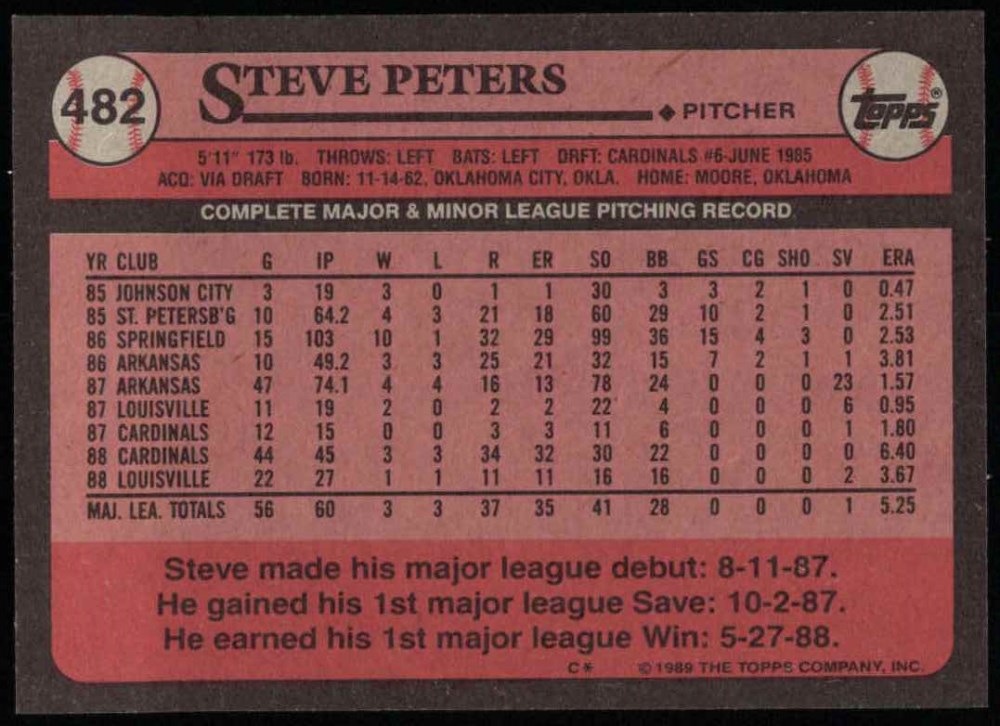 482
STEVE PETERS
◆ PITCHER
Topps®
5'11" 173 lb. THROWS: LEFT BATS: LEFT DRFT: CARDINALS #6-JUNE 1985
ACQ: VIA DRAFT BORN: 11-14-62, OKLAHOMA CITY, OKLA. HOME: MOORE, OKLAHOMA
COMPLETE MAJOR & MINOR LEAGUE PITCHING RECORD
YR CLUB G IP W L R ER SO BB GS CG SHO SV ERA
85 JOHNSON CITY 3 19 3 0 1 1 30 3 3 2 1 0 0.47
85 ST. PETERSB'G 10 64.2 4 3 21 18 60 29 10 2 1 0 2.51
86 SPRINGFIELD 15 103 10 1 32 29 99 36 15 4 3 0 2.53
86 ARKANSAS 10 49.2 3 3 25 21 32 15 7 2 1 1 3.81
87 ARKANSAS 47 74.1 4 4 16 13 78 24 0 0 0 23 1.57
87 LOUISVILLE 11 19 2 0 2 2 22 4 0 0 0 6 0.95
87 CARDINALS 12 15 0 0 3 3 11 6 0 0 0 1 1.80
88 CARDINALS 44 45 3 3 34 32 30 22 0 0 0 0 6.40
88 LOUISVILLE 22 27 1 1 11 11 16 16 0 0 0 2 3.67
MAJ. LEA. TOTALS 56 60 3 3 37 35 41 28 0 0 0 1 5.25
Steve made his major league debut: 8-11-87.
He gained his 1st major league Save: 10-2-87.
He earned his 1st major league Win: 5-27-88.
C* © 1989 THE TOPPS COMPANY, INC.